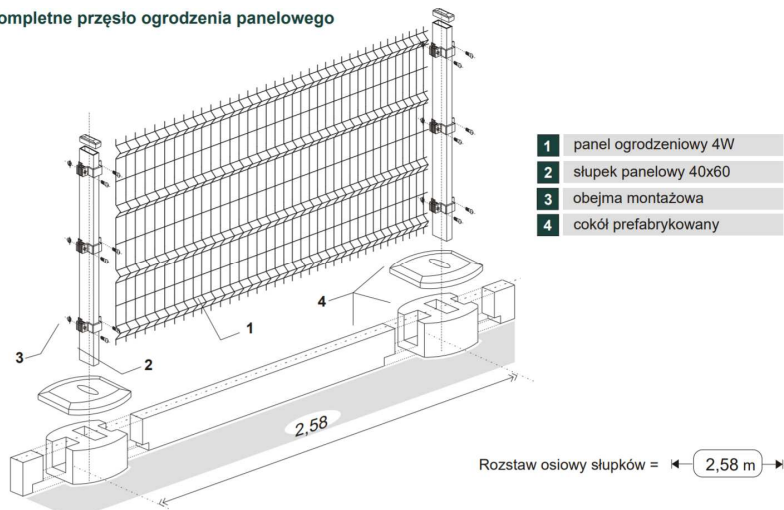 ompletne przęsło ogrodzenia panelowego
1 panel ogrodzeniowy 4W
2 słupek panelowy 40x60
3 obejma montażowa
4 cokół prefabrykowany
4
1
3
2
2,58
Rozstaw osiowy słupków = 2,58 m